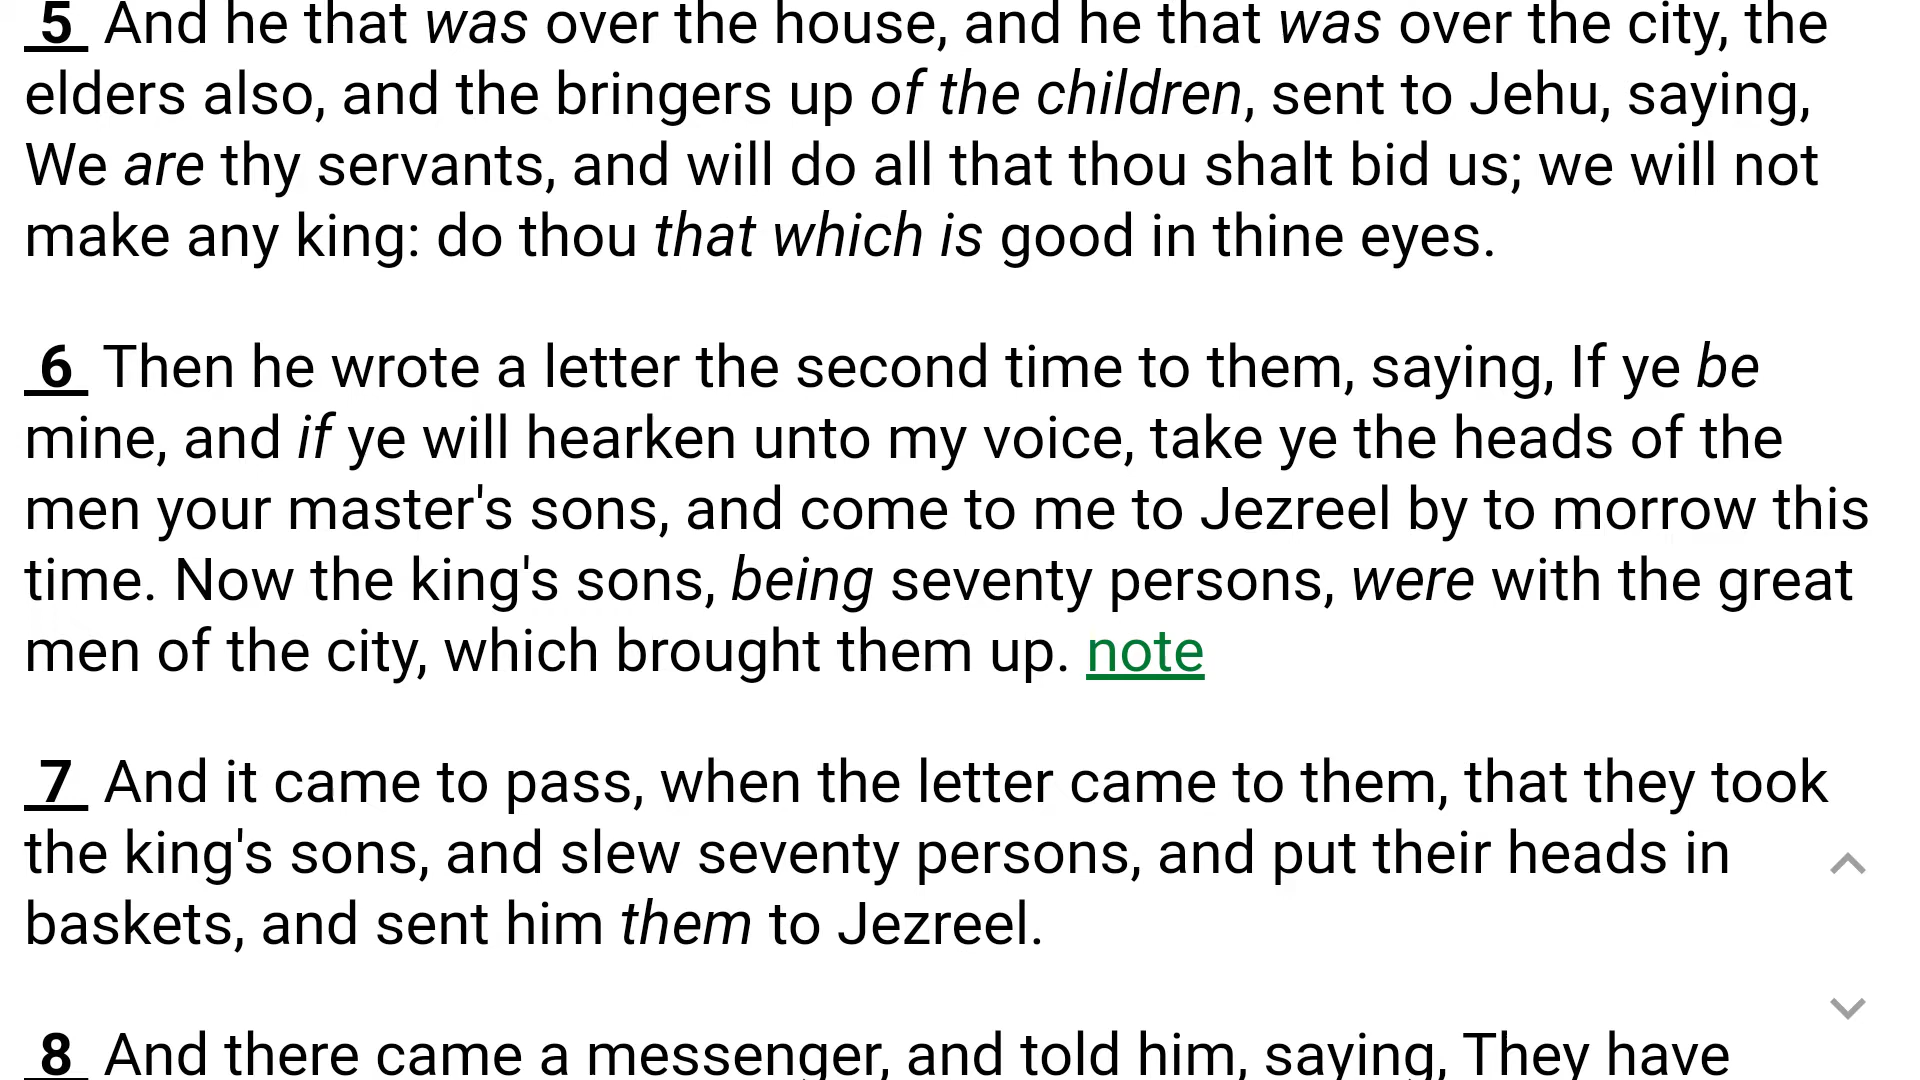 5 And he that was over the house, and he that was over the city, the
elders also, and the bringers up of the children, sent to Jehu, saying,
We are thy servants, and will do all that thou shalt bid us; we will not
make any king: do thou that which is good in thine eyes.
6 Then he wrote a letter the second time to them, saying, If ye be
mine, and if ye will hearken unto my voice, take ye the heads of the
men your master's sons, and come to me to Jezreel by to morrow this
time. Now the king's sons, being seventy persons, were with the great
men of the city, which brought them up. note
7 And it came to pass, when the letter came to them, that they took
the king's sons, and slew seventy persons, and put their heads in
baskets, and sent him them to Jezreel.
8 And there came a messenger, and told him, saying, They have